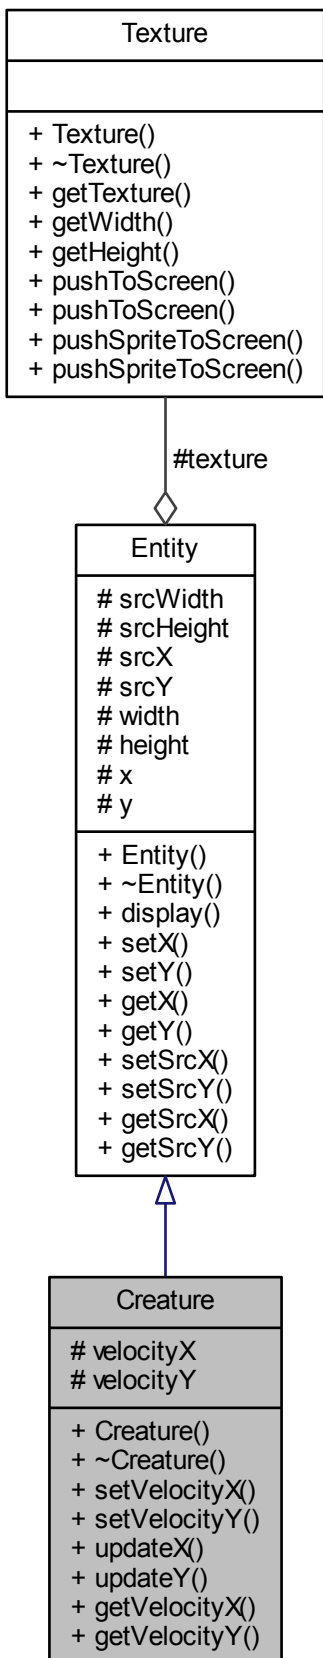 Texture
+ Texture()
+ ~Texture()
+ getTexture()
+ getWidth()
+ getHeight()
+ pushToScreen()
+ pushToScreen()
+ pushSpriteToScreen()
+ pushSpriteToScreen()
#texture
Entity
# srcWidth
# srcHeight
# srcX
# srcY
# width
# height
# x
# y
+ Entity()
+ ~Entity()
+ display()
+ setX()
+ setY()
+ getX()
+ getY()
+ setSrcX()
+ setSrcY()
+ getSrcX()
+ getSrcY()
Creature
# velocityX
# velocityY
+ Creature()
+ ~Creature()
+ setVelocityX()
+ setVelocityY()
+ updateX()
+ updateY()
+ getVelocityX()
+ getVelocityY()